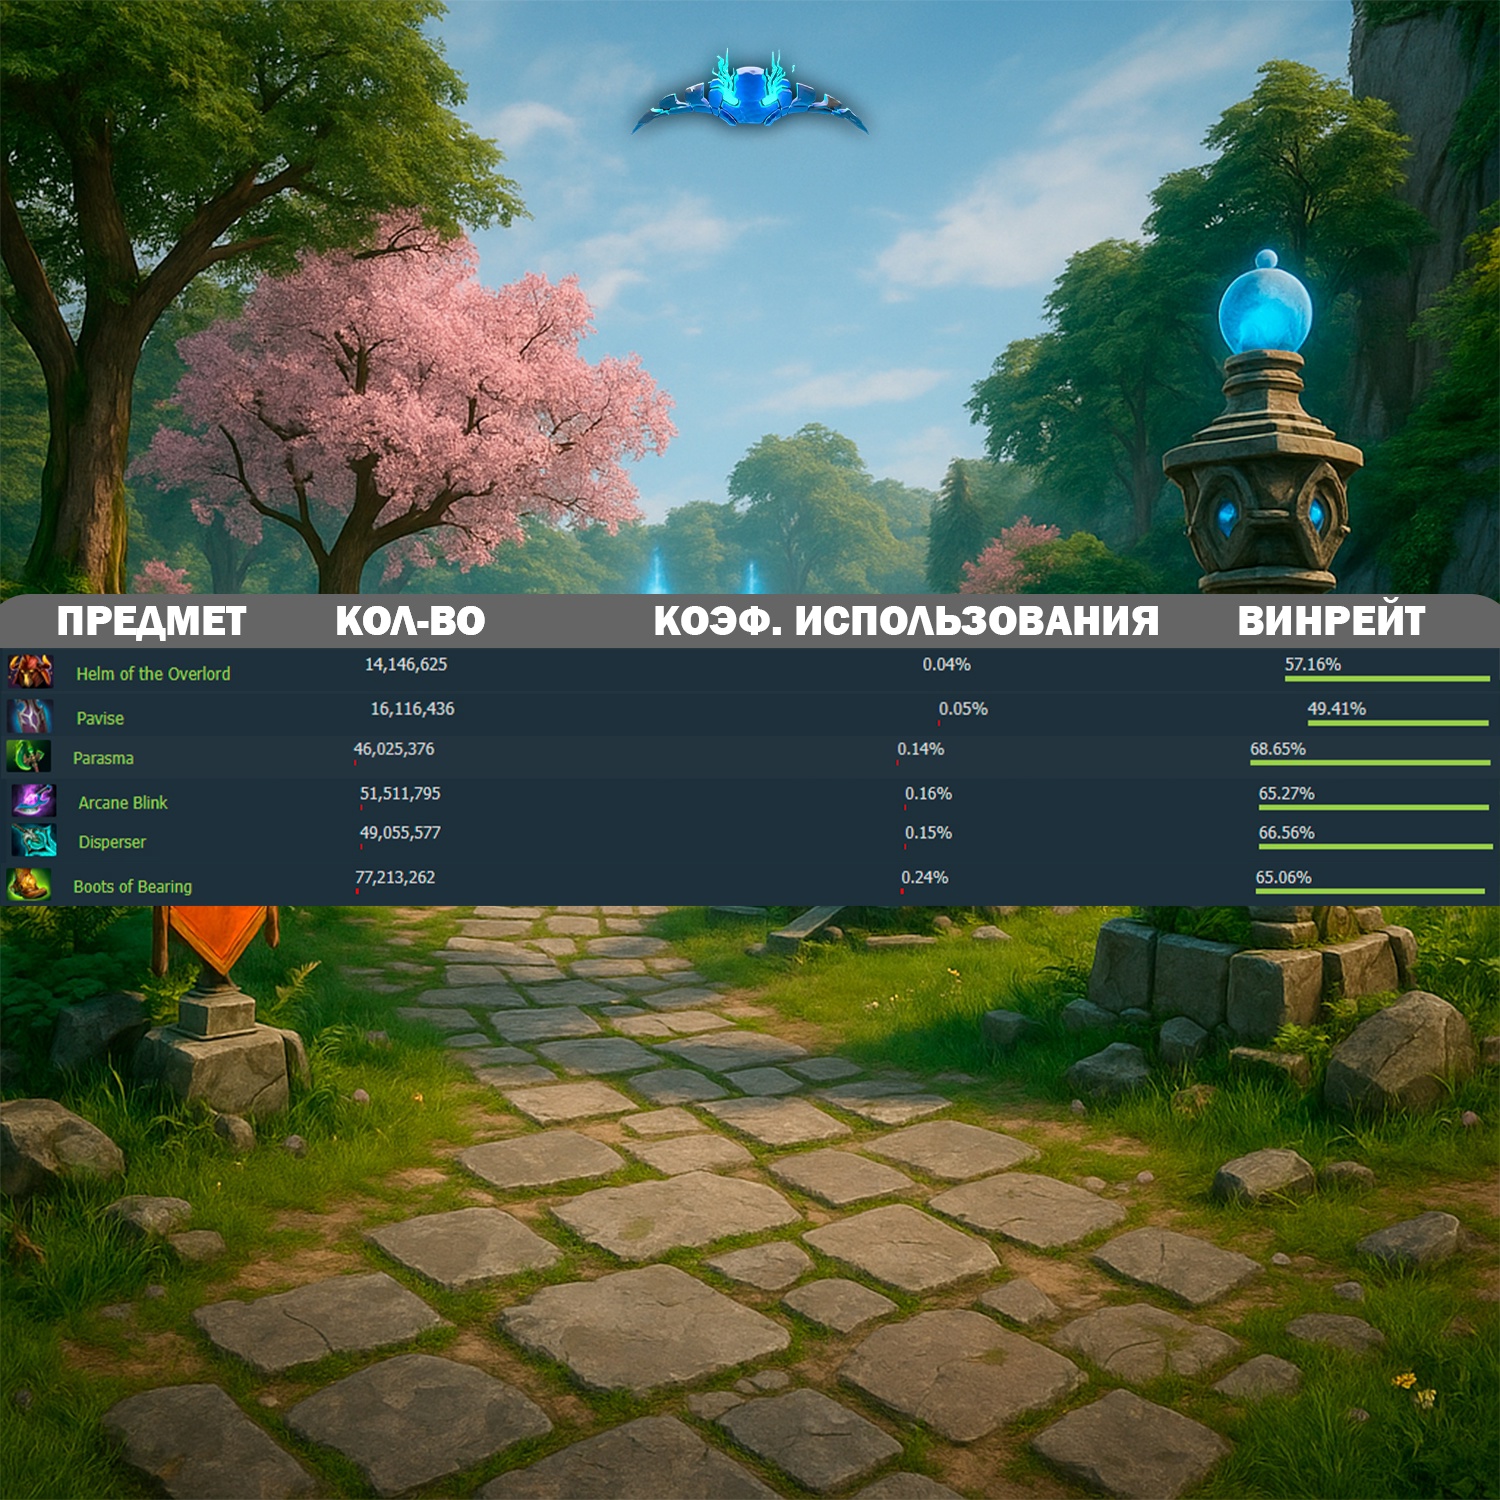 ПРЕДМЕТ КОЛ-ВО КОЭФ. ИСПОЛЬЗОВАНИЯ ВИНРЕЙТ
Helm of the Overlord 14,146,625 0.04% 57.16%
Pavise 16,116,436 0.05% 49.41%
Parasma 46,025,376 0.14% 68.65%
Arcane Blink 51,511,795 0.16% 65.27%
Disperser 49,055,577 0.15% 66.56%
Boots of Bearing 77,213,262 0.24% 65.06%